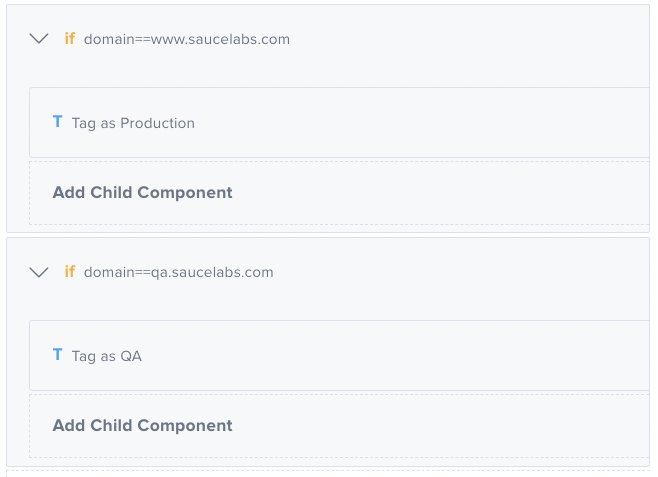 if domain==www.saucelabs.com
T Tag as Production
Add Child Component
if domain==qa.saucelabs.com
T Tag as QA
Add Child Component